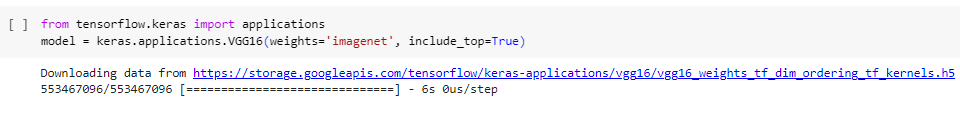 [ ] from tensorflow.keras import applications
model = keras.applications.VGG16(weights='imagenet', include_top=True)
Downloading data from https://storage.googleapis.com/tensorflow/keras-applications/vgg16/vgg16_weights_tf_dim_ordering_tf_kernels.h5
553467096/553467096 [==============================] - 6s 0us/step